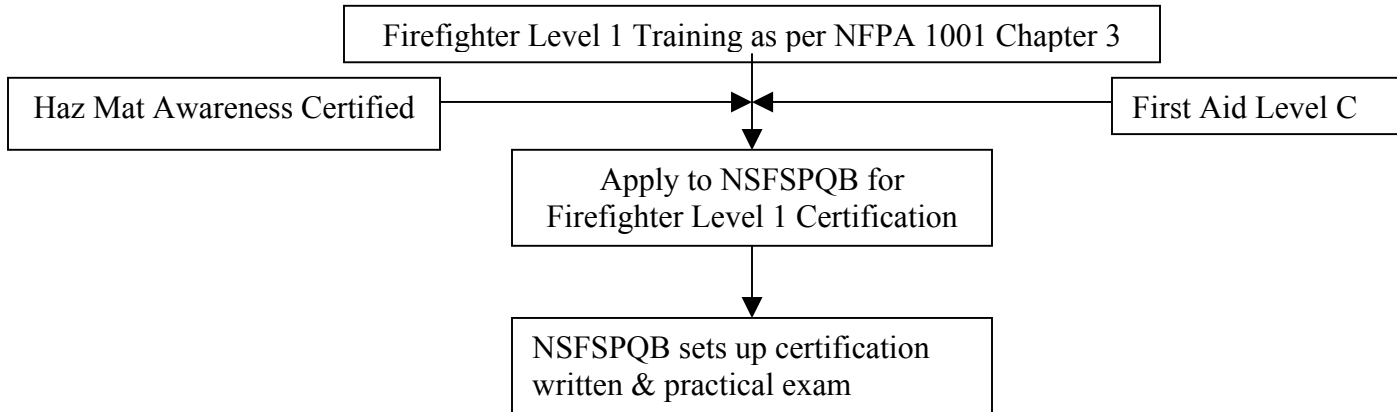 Firefighter Level 1 Training as per NFPA 1001 Chapter 3
Haz Mat Awareness Certified
First Aid Level C
Apply to NSFSPQB for
Firefighter Level 1 Certification
NSFSPQB sets up certification
written & practical exam